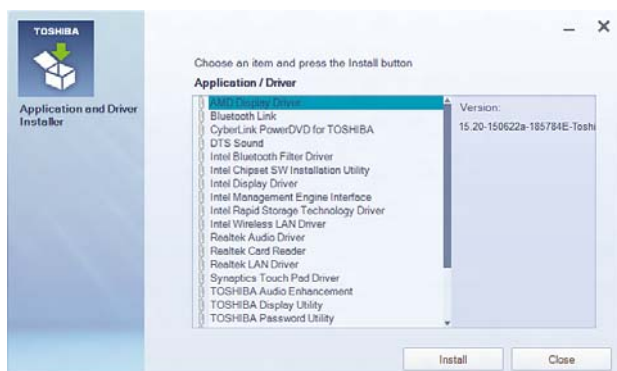 TOSHIBA
Application and Driver
Installer
Choose an item and press the Install button
Application / Driver
AMD Display Driver
Bluetooth Link
CyberLink PowerDVD for TOSHIBA
DTS Sound
Intel Bluetooth Filter Driver
Intel Chipset SW Installation Utility
Intel Display Driver
Intel Management Engine Interface
Intel Rapid Storage Technology Driver
Intel Wireless LAN Driver
Realtek Audio Driver
Realtek Card Reader
Realtek LAN Driver
Synaptics Touch Pad Driver
TOSHIBA Audio Enhancement
TOSHIBA Display Utility
TOSHIBA Password Utility
Version:
15.20-150622a-185784E-Toshi
Install
Close